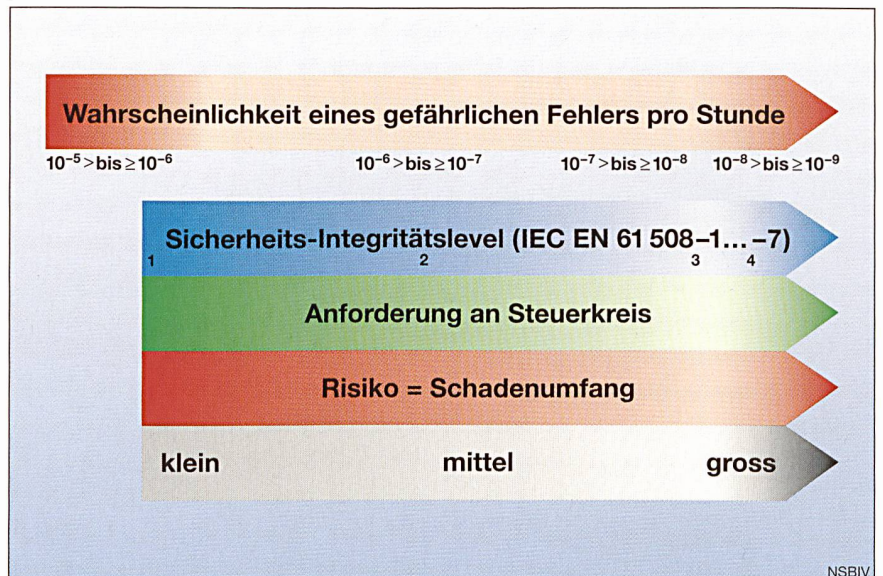 Wahrscheinlichkeit eines gefährlichen Fehlers pro Stunde
10⁻⁵ > bis ≥ 10⁻⁶ 10⁻⁶ > bis ≥ 10⁻⁷ 10⁻⁷ > bis ≥ 10⁻⁸ 10⁻⁸ > bis ≥ 10⁻⁹
Sicherheits-Integritätslevel (IEC EN 61 508–1... –7)
1 2 3 4
Anforderung an Steuerkreis
Risiko = Schadenumfang
klein mittel gross
NSBIV